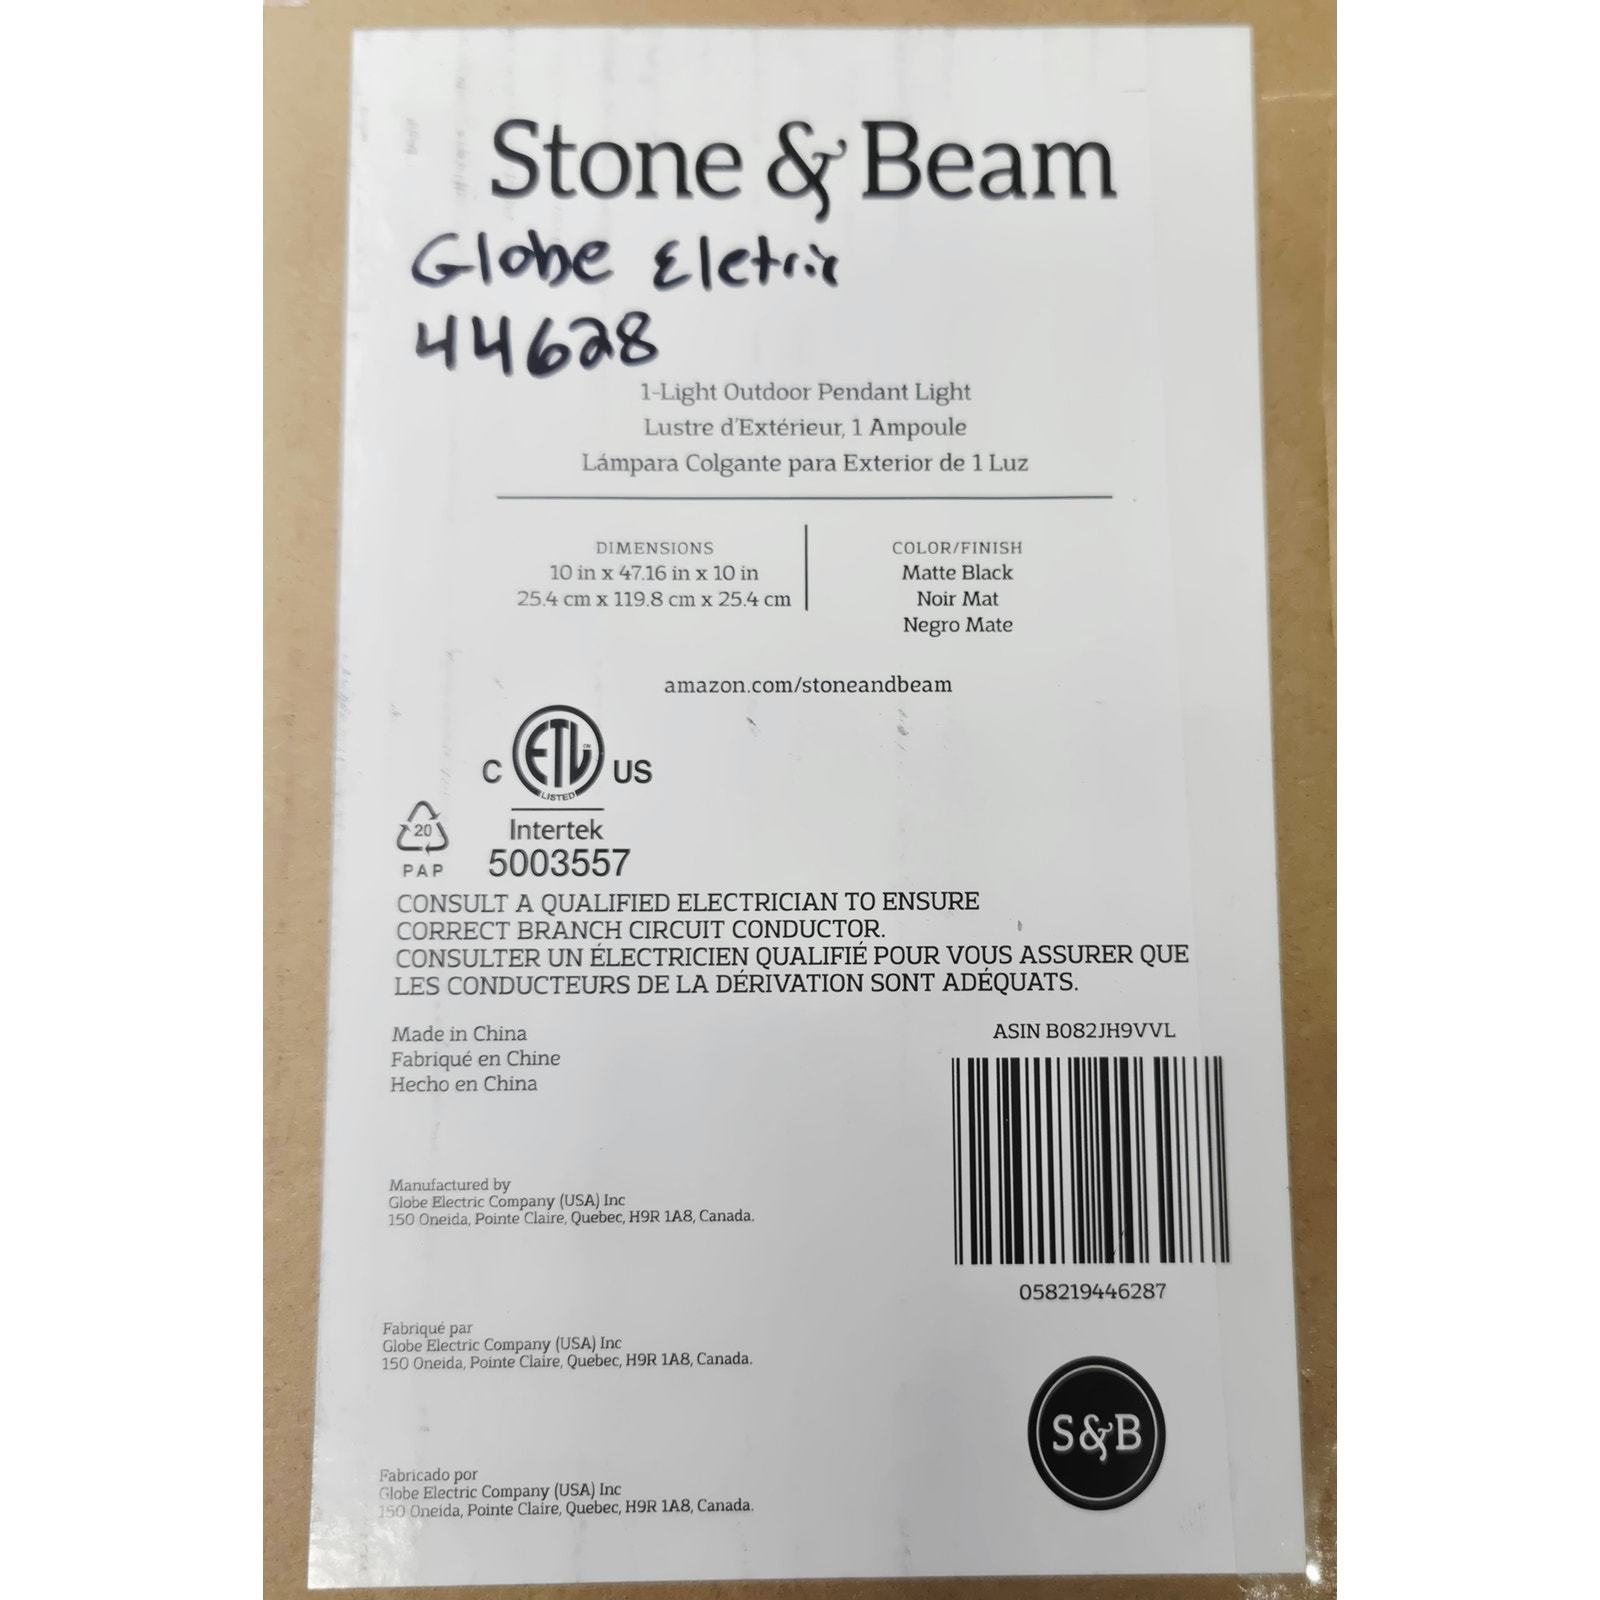 Stone & Beam
Globe Eletric
44628
1-Light Outdoor Pendant Light
Lustre d'Extérieur, 1 Ampoule
Lámpara Colgante para Exterior de 1 Luz
DIMENSIONS
10 in x 47.16 in x 10 in
25.4 cm x 119.8 cm x 25.4 cm
COLOR/FINISH
Matte Black
Noir Mat
Negro Mate
amazon.com/stoneandbeam
C ETL US
LISTED
Intertek
5003557
20
PAP
CONSULT A QUALIFIED ELECTRICIAN TO ENSURE
CORRECT BRANCH CIRCUIT CONDUCTOR.
CONSULTER UN ÉLECTRICIEN QUALIFIÉ POUR VOUS ASSURER QUE
LES CONDUCTEURS DE LA DÉRIVATION SONT ADÉQUATS.
Made in China
Fabriqué en Chine
Hecho en China
ASIN B082JH9VVL
058219446287
Manufactured by
Globe Electric Company (USA) Inc
150 Oneida, Pointe Claire, Quebec, H9R 1A8, Canada.
Fabriqué par
Globe Electric Company (USA) Inc
150 Oneida, Pointe Claire, Quebec, H9R 1A8, Canada.
S&B
Fabricado por
Globe Electric Company (USA) Inc
150 Oneida, Pointe Claire, Quebec, H9R 1A8, Canada.